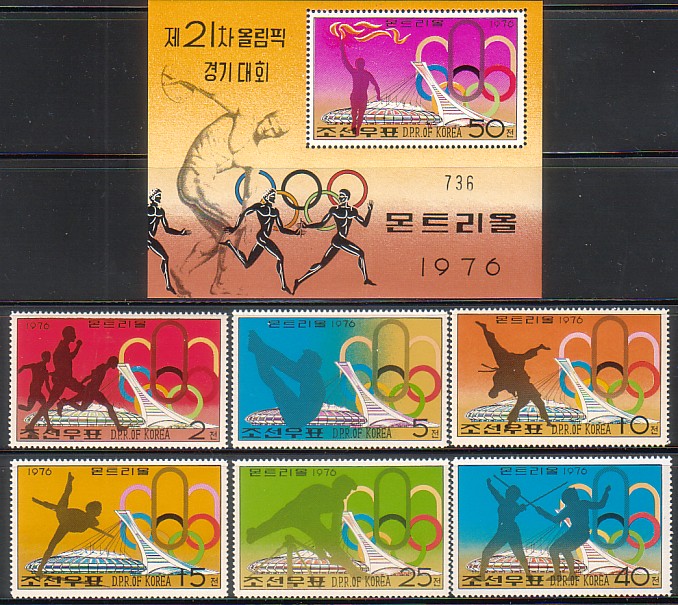 제21차올림픽
경기대회
몬트리올 1976
조선우표 D.P.R.OF KOREA 50전
736
몬트리올
1976
1976 몬트리올
조선우표 D.P.R.OF KOREA 2전
몬트리올 1976
조선우표 D.P.R.OF KOREA 5전
몬트리올 1976
조선우표 D.P.R.OF KOREA 10전
1976 몬트리올
조선우표 D.P.R.OF KOREA 15전
몬트리올 1976
조선우표 D.P.R.OF KOREA 25전
몬트리올 1976
조선우표 D.P.R.OF KOREA 40전